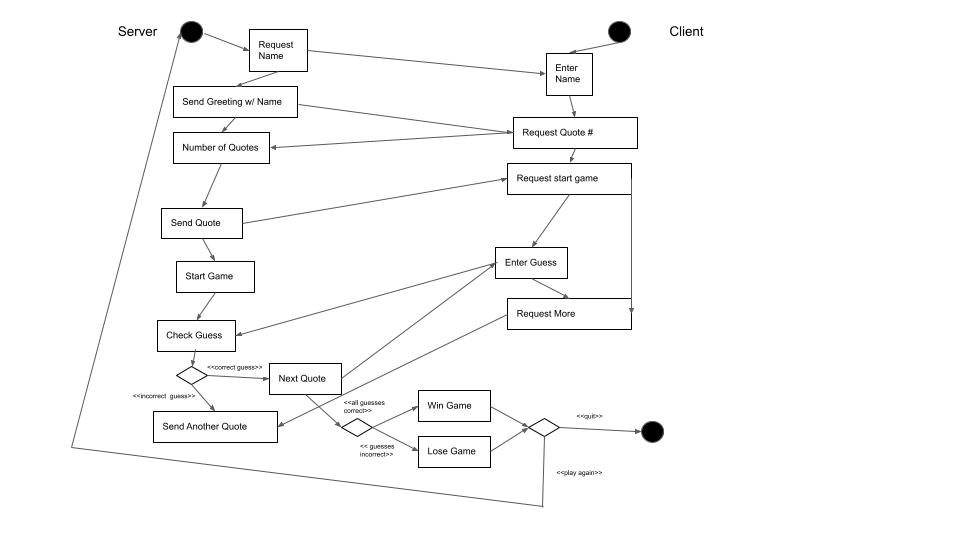 Server
Client
Request
Name
Enter
Name
Send Greeting w/ Name
Request Quote #
Number of Quotes
Request start game
Send Quote
Enter Guess
Start Game
Request More
Check Guess
<<correct guess>>
Next Quote
<<incorrect  guess>>
<<all guesses
correct>>
Win Game
<<quit>>
Send Another Quote
<< guesses
incorrect>>
Lose Game
<<play again>>